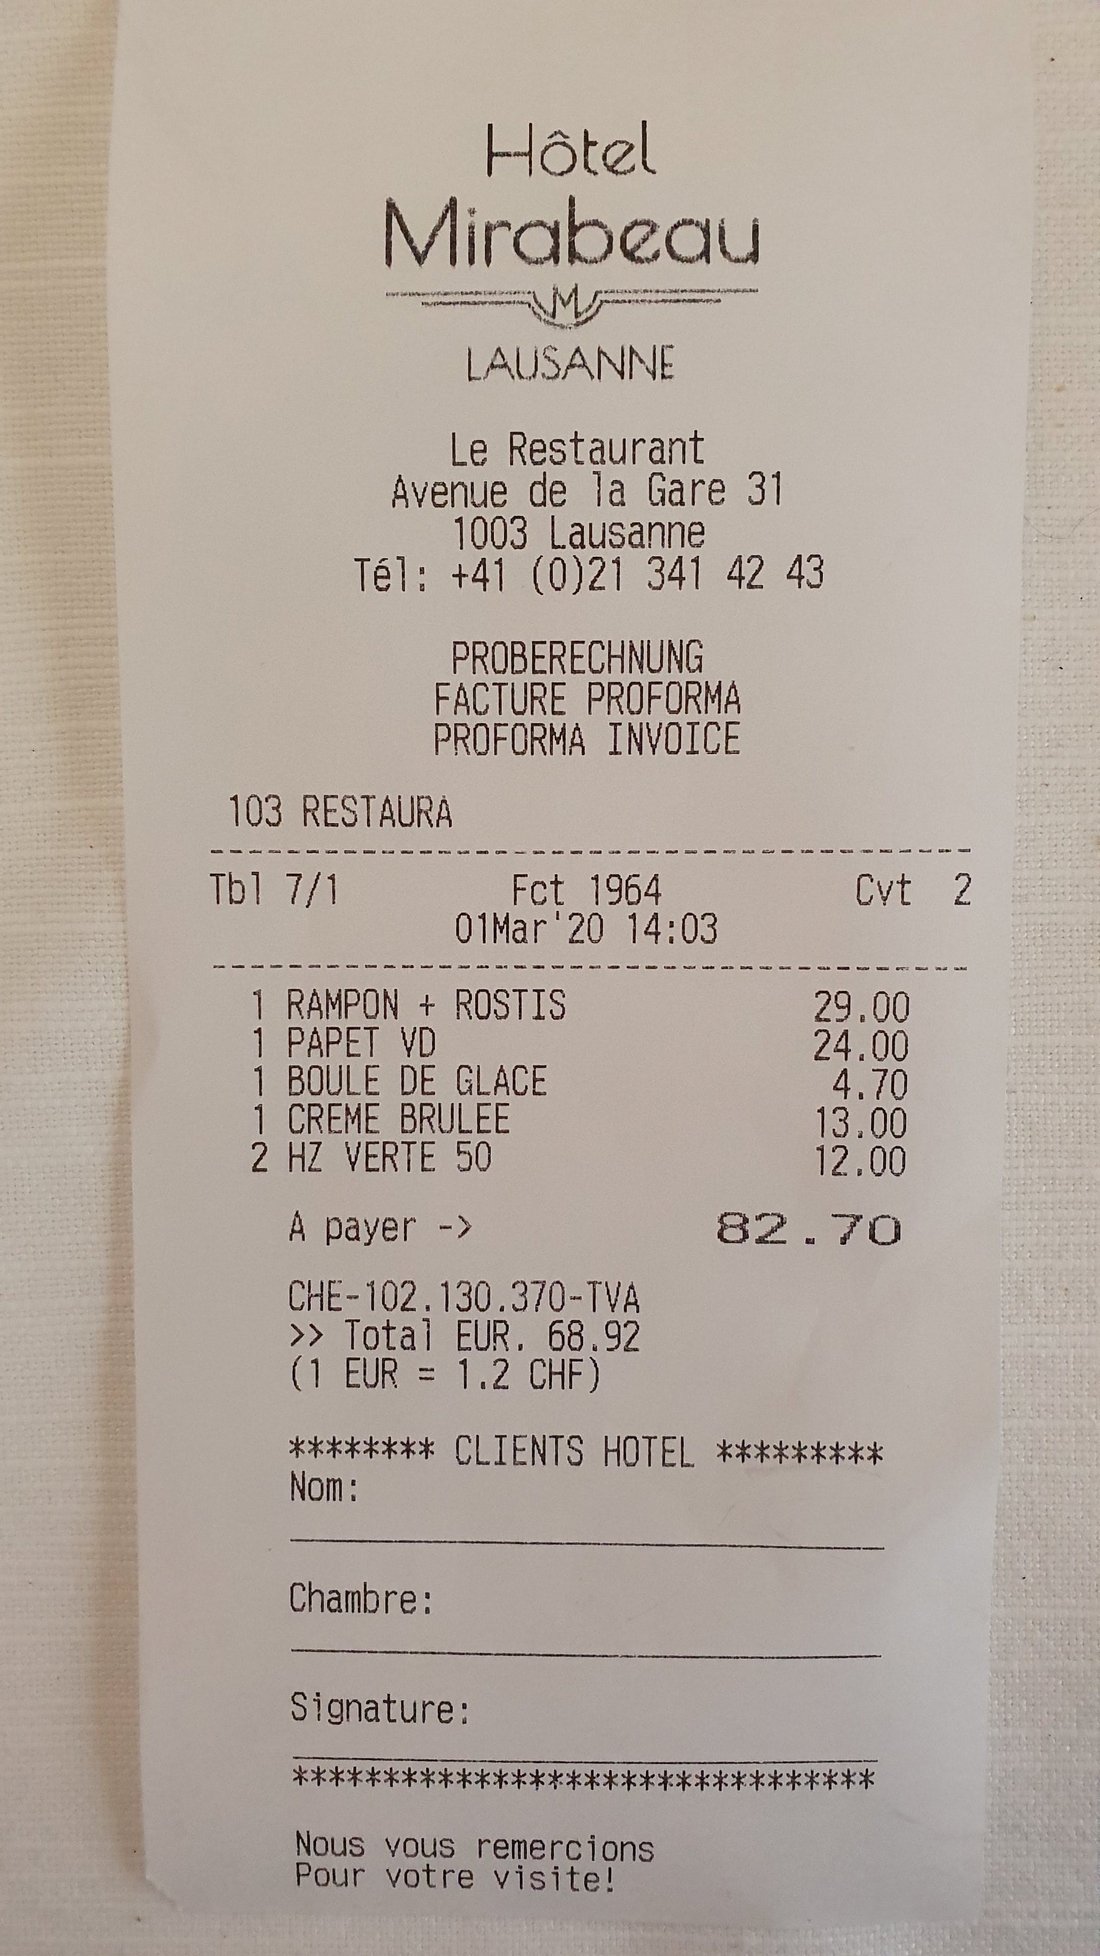 Hôtel
Mirabeau
M
LAUSANNE
Le Restaurant
Avenue de la Gare 31
1003 Lausanne
Tél: +41 (0)21 341 42 43
PROBERECHNUNG
FACTURE PROFORMA
PROFORMA INVOICE
103 RESTAURA
Tbl 7/1 Fct 1964 Cvt 2
01Mar'20 14:03
1 RAMPON + ROSTIS 29.00
1 PAPET VD 24.00
1 BOULE DE GLACE 4.70
1 CREME BRULEE 13.00
2 HZ VERTE 50 12.00
A payer -> 82.70
CHE-102.130.370-TVA
>> Total EUR. 68.92
(1 EUR = 1.2 CHF)
******** CLIENTS HOTEL *********
Nom:
Chambre:
Signature:
********************************
Nous vous remercions
Pour votre visite!